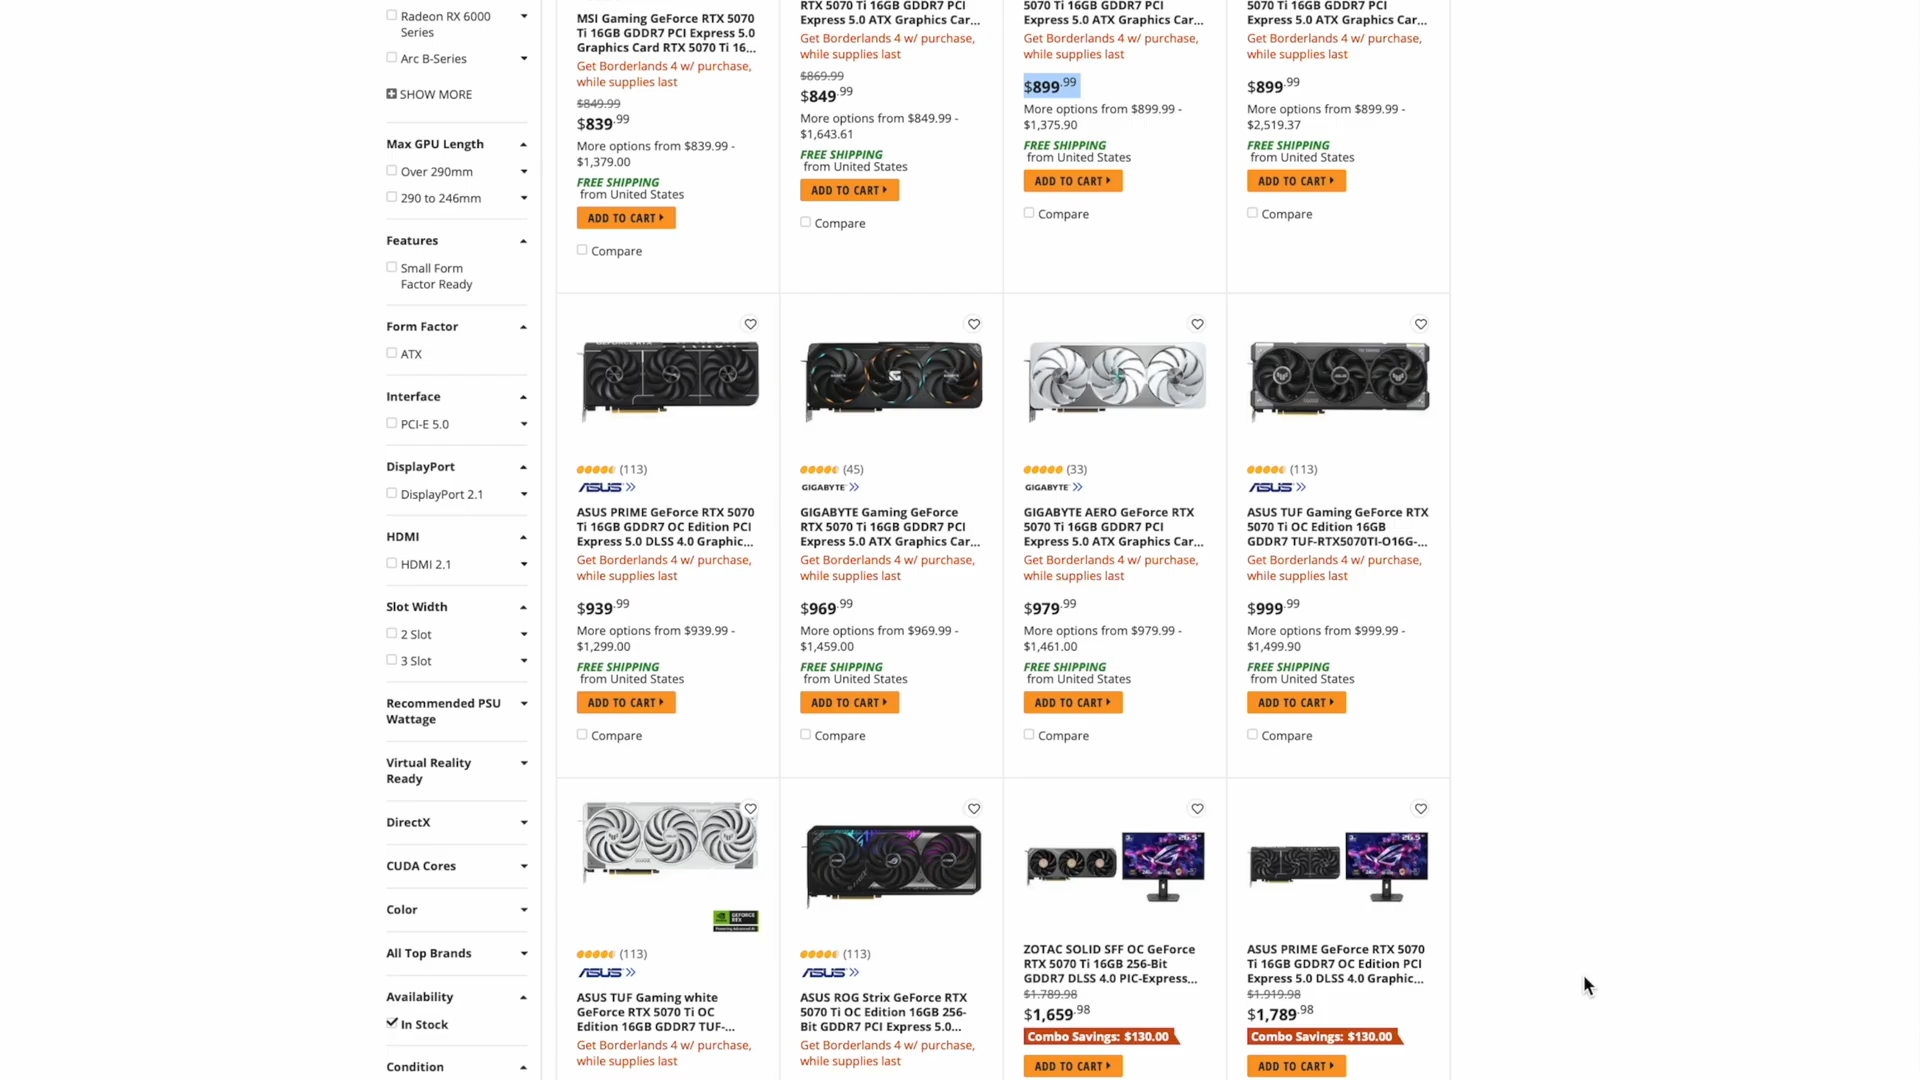 Radeon RX 6000
Series
Arc B-Series
SHOW MORE
Max GPU Length
Over 290mm
290 to 246mm
Features
Small Form
Factor Ready
Form Factor
ATX
Interface
PCI-E 5.0
DisplayPort
DisplayPort 2.1
HDMI
HDMI 2.1
Slot Width
2 Slot
3 Slot
Recommended PSU
Wattage
Virtual Reality
Ready
DirectX
CUDA Cores
Color
All Top Brands
Availability
In Stock
Condition
MSI Gaming GeForce RTX 5070
Ti 16GB GDDR7 PCI Express 5.0
Graphics Card RTX 5070 Ti 16...
Get Borderlands 4 w/ purchase,
while supplies last
$849.99
$839.99
More options from $839.99 -
$1,379.00
FREE SHIPPING
from United States
ADD TO CART
Compare
RTX 5070 Ti 16GB GDDR7 PCI
Express 5.0 ATX Graphics Car...
Get Borderlands 4 w/ purchase,
while supplies last
$869.99
$849.99
More options from $849.99 -
$1,643.61
FREE SHIPPING
from United States
ADD TO CART
Compare
5070 Ti 16GB GDDR7 PCI
Express 5.0 ATX Graphics Car...
Get Borderlands 4 w/ purchase,
while supplies last
$899.99
More options from $899.99 -
$1,375.90
FREE SHIPPING
from United States
ADD TO CART
Compare
5070 Ti 16GB GDDR7 PCI
Express 5.0 ATX Graphics Car...
Get Borderlands 4 w/ purchase,
while supplies last
$899.99
More options from $899.99 -
$2,519.37
FREE SHIPPING
from United States
ADD TO CART
Compare
(113)
ASUS
ASUS PRIME GeForce RTX 5070
Ti 16GB GDDR7 OC Edition PCI
Express 5.0 DLSS 4.0 Graphic...
Get Borderlands 4 w/ purchase,
while supplies last
$939.99
More options from $939.99 -
$1,299.00
FREE SHIPPING
from United States
ADD TO CART
Compare
(45)
GIGABYTE
GIGABYTE Gaming GeForce
RTX 5070 Ti 16GB GDDR7 PCI
Express 5.0 ATX Graphics Car...
Get Borderlands 4 w/ purchase,
while supplies last
$969.99
More options from $969.99 -
$1,459.00
FREE SHIPPING
from United States
ADD TO CART
Compare
(33)
GIGABYTE
GIGABYTE AERO GeForce RTX
5070 Ti 16GB GDDR7 PCI
Express 5.0 ATX Graphics Car...
Get Borderlands 4 w/ purchase,
while supplies last
$979.99
More options from $979.99 -
$1,461.00
FREE SHIPPING
from United States
ADD TO CART
Compare
(113)
ASUS
ASUS TUF Gaming GeForce RTX
5070 Ti OC Edition 16GB
GDDR7 TUF-RTX5070TI-O16G-...
Get Borderlands 4 w/ purchase,
while supplies last
$999.99
More options from $999.99 -
$1,499.90
FREE SHIPPING
from United States
ADD TO CART
Compare
GEFORCE
RTX
(113)
ASUS
ASUS TUF Gaming white
GeForce RTX 5070 Ti OC
Edition 16GB GDDR7 TUF-...
Get Borderlands 4 w/ purchase,
while supplies last
(113)
ASUS
ASUS ROG Strix GeForce RTX
5070 Ti OC Edition 16GB 256-
Bit GDDR7 PCI Express 5.0...
Get Borderlands 4 w/ purchase,
while supplies last
ZOTAC SOLID SFF OC GeForce
RTX 5070 Ti 16GB 256-Bit
GDDR7 DLSS 4.0 PIC-Express...
$1,789.98
$1,659.98
Combo Savings: $130.00
ADD TO CART
ASUS PRIME GeForce RTX 5070
Ti 16GB GDDR7 OC Edition PCI
Express 5.0 DLSS 4.0 Graphic...
$1,919.98
$1,789.98
Combo Savings: $130.00
ADD TO CART